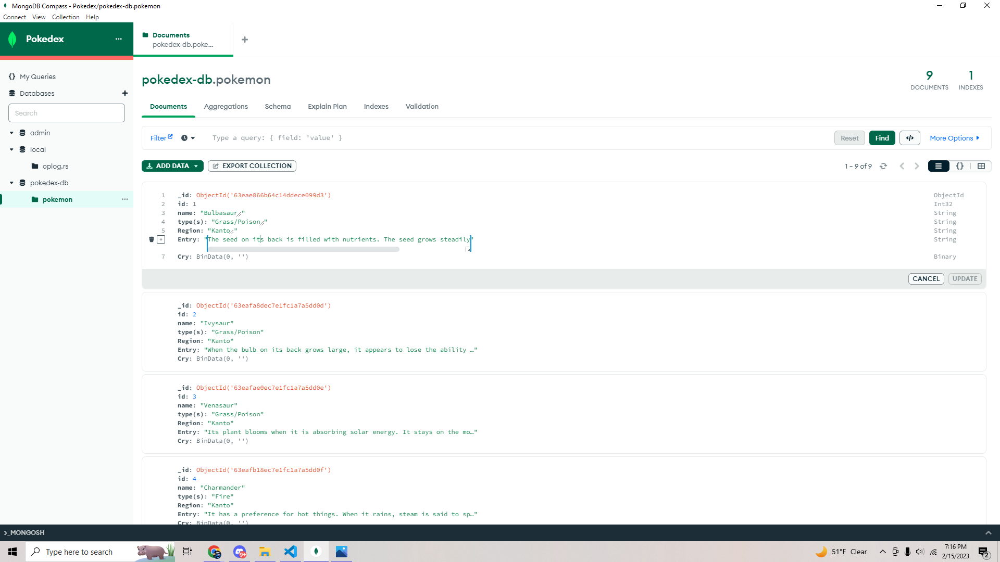 MongoDB Compass - Pokedex/pokedex-db.pokemon
Connect View Collection Help
Pokedex
Documents
pokedex-db.poke...
My Queries
Databases
Search
admin
local
oplog.rs
pokedex-db
pokemon
pokedex-db.pokemon
9
DOCUMENTS
1
INDEXES
Documents Aggregations Schema Explain Plan Indexes Validation
Filter
Type a query: { field: 'value' }
Reset Find </> More Options
ADD DATA EXPORT COLLECTION
1 – 9 of 9 {}
1 _id: ObjectId('63eae866b64c14ddece099d3') ObjectId
2 id: 1 Int32
3 name: "Bulbasaur" String
4 type(s): "Grass/Poison" String
5 Region: "Kanto" String
Entry: "The seed on its back is filled with nutrients. The seed grows steadily" String
7 Cry: BinData(0, '') Binary
CANCEL UPDATE
_id: ObjectId('63eafa8dec7e1fc1a7a5dd0d')
id: 2
name: "Ivysaur"
type(s): "Grass/Poison"
Region: "Kanto"
Entry: "When the bulb on its back grows large, it appears to lose the ability …"
Cry: BinData(0, '')
_id: ObjectId('63eafae0ec7e1fc1a7a5dd0e')
id: 3
name: "Venasaur"
type(s): "Grass/Poison"
Region: "Kanto"
Entry: "Its plant blooms when it is absorbing solar energy. It stays on the mo…"
Cry: BinData(0, '')
_id: ObjectId('63eafb18ec7e1fc1a7a5dd0f')
id: 4
name: "Charmander"
type(s): "Fire"
Region: "Kanto"
Entry: "It has a preference for hot things. When it rains, steam is said to sp…"
Cry: BinData(0, '')
>_MONGOSH
Type here to search
9+
51°F Clear
7:16 PM
2/15/2023
2